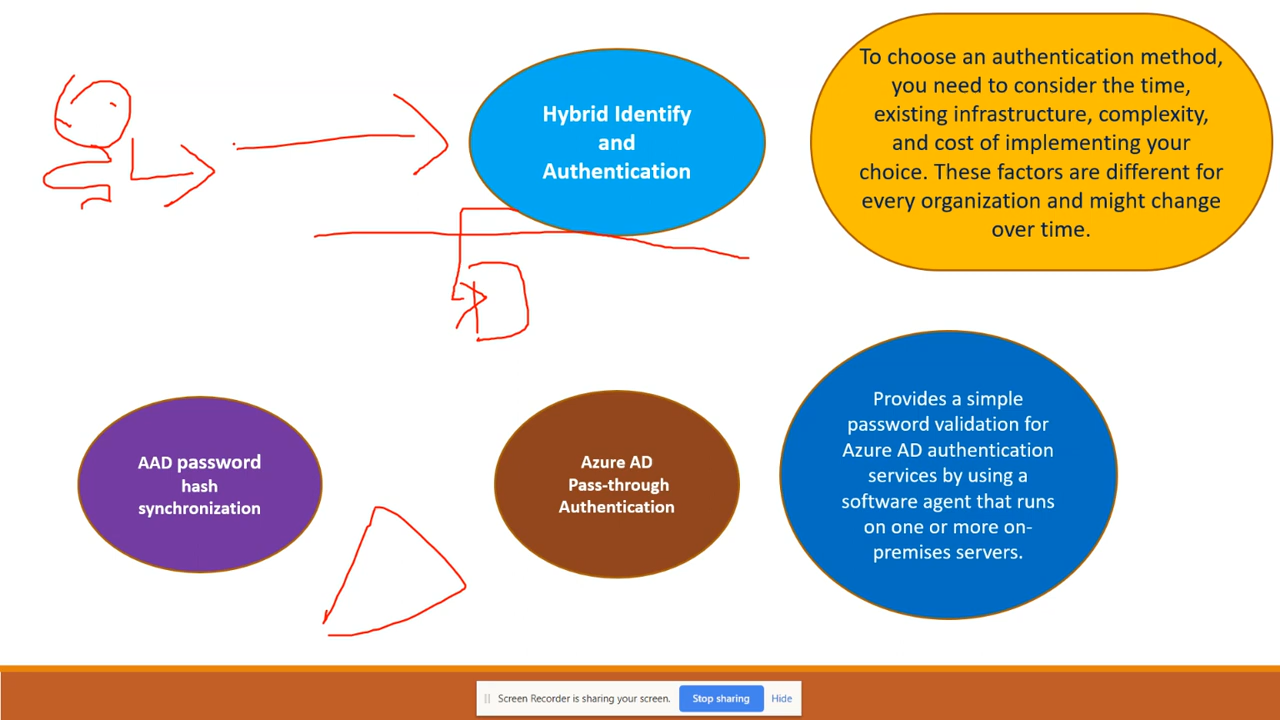 Hybrid Identify
and
Authentication
To choose an authentication method,
you need to consider the time,
existing infrastructure, complexity,
and cost of implementing your
choice. These factors are different for
every organization and might change
over time.
AAD password
hash
synchronization
Azure AD
Pass-through
Authentication
Provides a simple
password validation for
Azure AD authentication
services by using a
software agent that runs
on one or more on-
premises servers.
Screen Recorder is sharing your screen.
Stop sharing
Hide